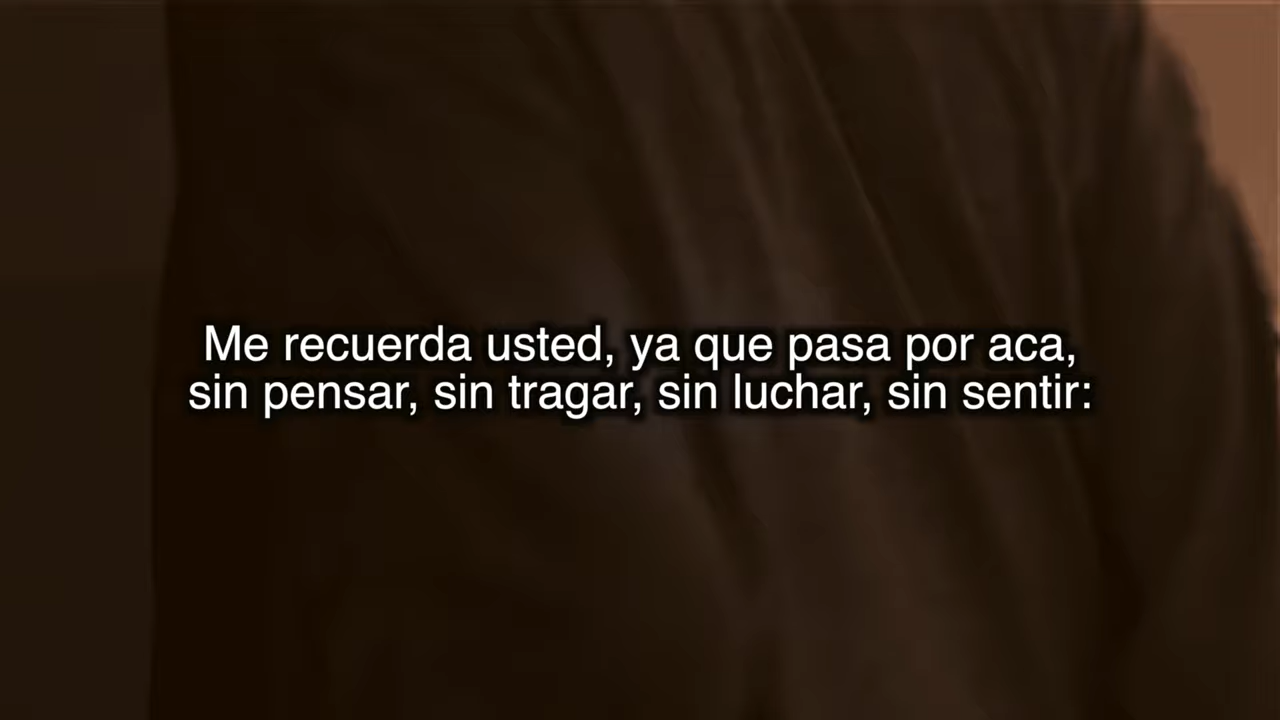 Me recuerda usted, ya que pasa por aca,
sin pensar, sin tragar, sin luchar, sin sentir: